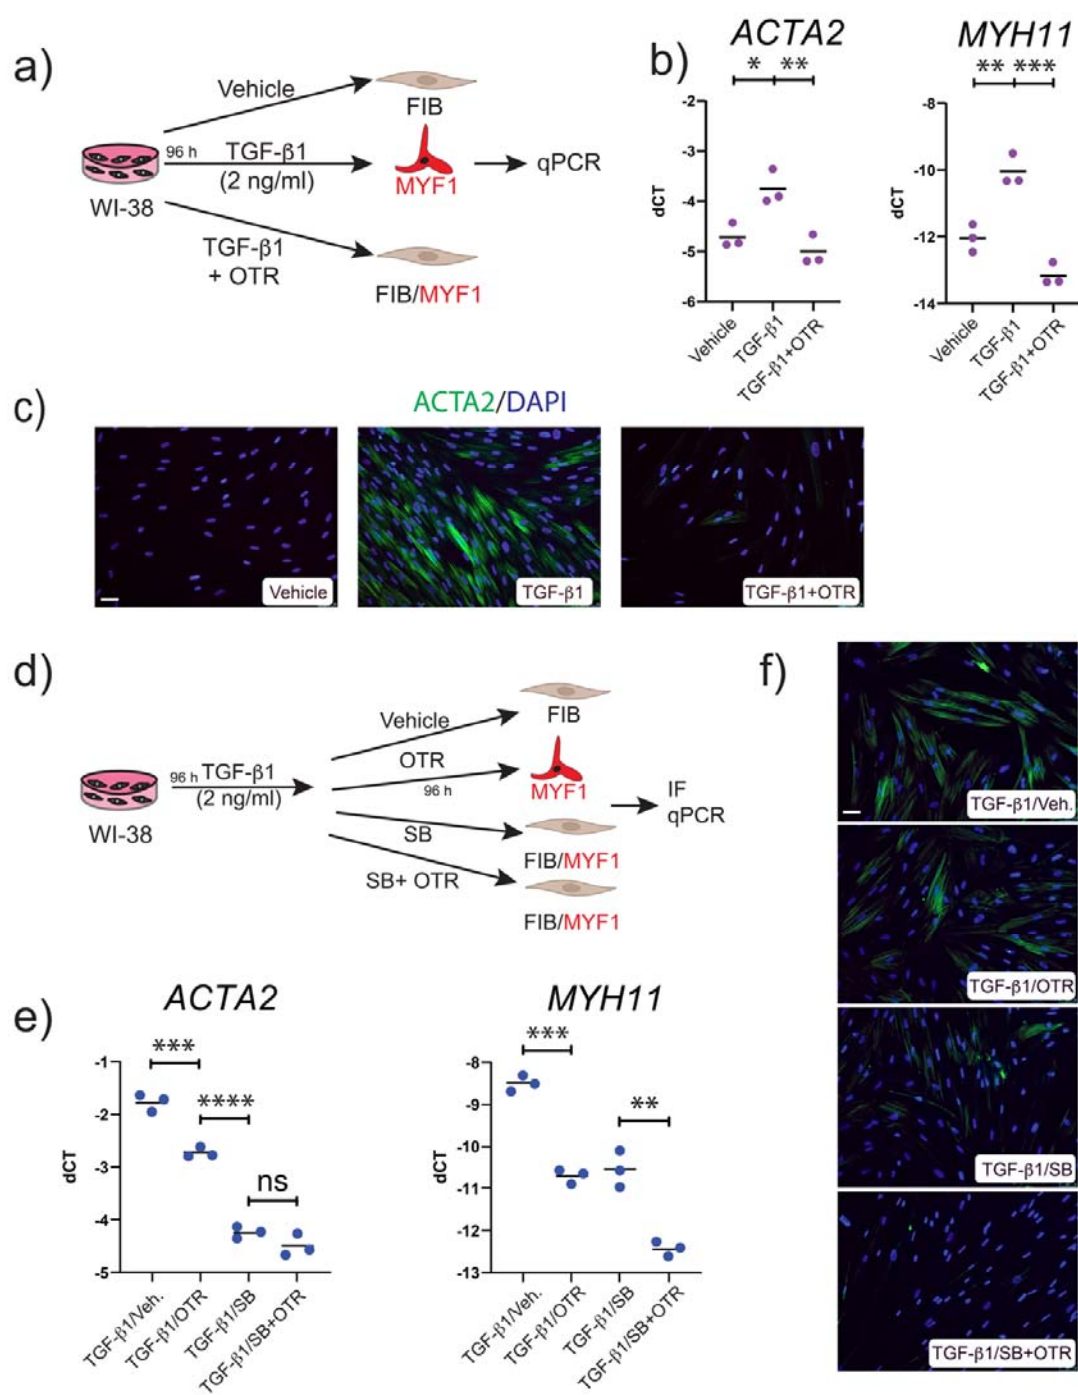 a)
Vehicle
FIB
96 h
TGF-β1
(2 ng/ml)
MYF1
qPCR
WI-38
TGF-β1
+ OTR
FIB/MYF1
b)
ACTA2
* **
-2
-3
-4
-5
-6
dCT
Vehicle
TGF-β1
TGF-β1+OTR
MYH11
** ***
-8
-10
-12
-14
dCT
Vehicle
TGF-β1
TGF-β1+OTR
c)
ACTA2/DAPI
Vehicle
TGF-β1
TGF-β1+OTR
d)
WI-38
96 h TGF-β1
(2 ng/ml)
Vehicle
FIB
OTR
96 h
MYF1
SB
FIB/MYF1
SB+ OTR
FIB/MYF1
IF
qPCR
e)
ACTA2
***
****
ns
-1
-2
-3
-4
-5
dCT
TGF-β1/Veh.
TGF-β1/OTR
TGF-β1/SB
TGF-β1/SB+OTR
MYH11
***
**
-8
-9
-10
-11
-12
-13
dCT
TGF-β1/Veh.
TGF-β1/OTR
TGF-β1/SB
TGF-β1/SB+OTR
f)
TGF-β1/Veh.
TGF-β1/OTR
TGF-β1/SB
TGF-β1/SB+OTR